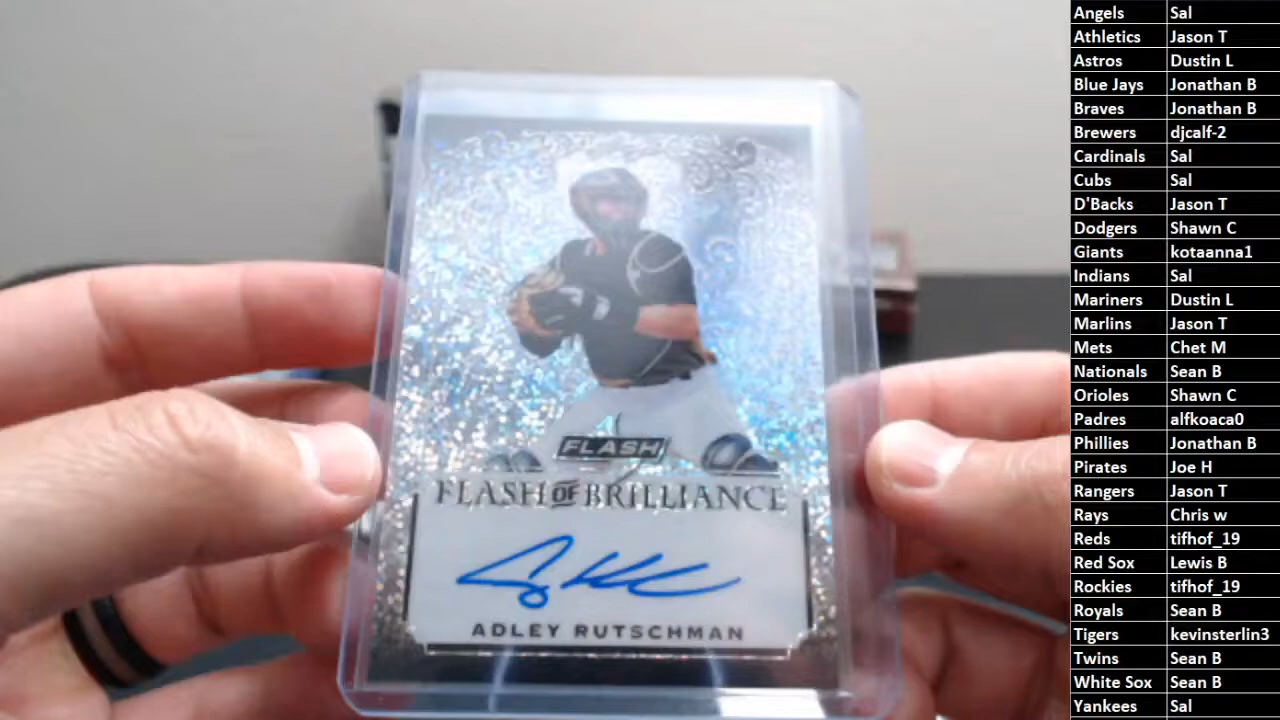 FLASH
FLASH OF BRILLIANCE
ADLEY RUTSCHMAN
Angels Sal
Athletics Jason T
Astros Dustin L
Blue Jays Jonathan B
Braves Jonathan B
Brewers djcalf-2
Cardinals Sal
Cubs Sal
D'Backs Jason T
Dodgers Shawn C
Giants kotaanna1
Indians Sal
Mariners Dustin L
Marlins Jason T
Mets Chet M
Nationals Sean B
Orioles Shawn C
Padres alfkoaca0
Phillies Jonathan B
Pirates Joe H
Rangers Jason T
Rays Chris w
Reds tifhof_19
Red Sox Lewis B
Rockies tifhof_19
Royals Sean B
Tigers kevinsterlin3
Twins Sean B
White Sox Sean B
Yankees Sal